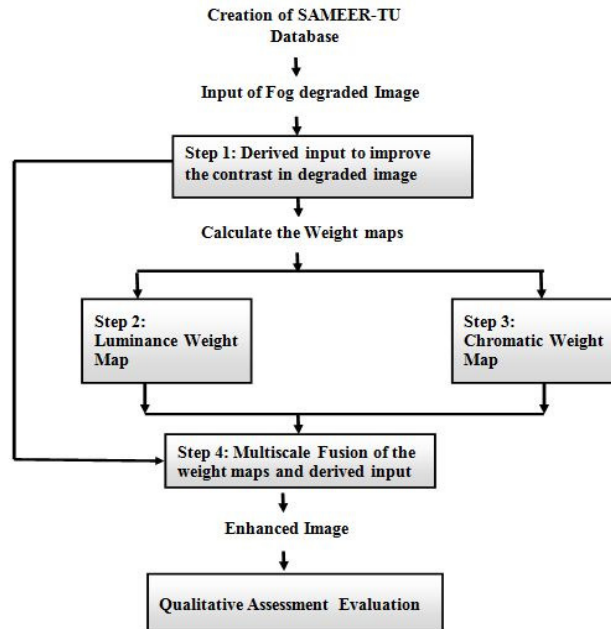 Creation of SAMEER-TU
Database
Input of Fog degraded Image
Step 1: Derived input to improve
the contrast in degraded image
Calculate the Weight maps
Step 2:
Luminance Weight
Map
Step 3:
Chromatic Weight
Map
Step 4: Multiscale Fusion of the
weight maps and derived input
Enhanced Image
Qualitative Assessment Evaluation